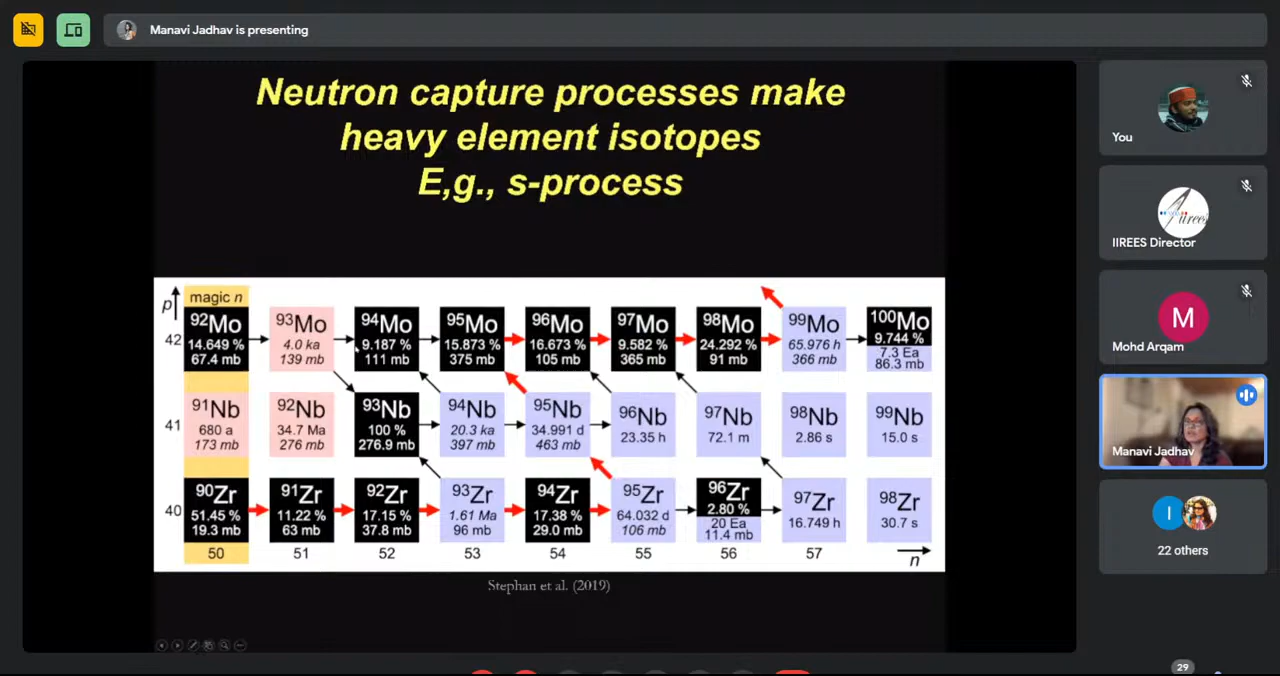 Manavi Jadhav is presenting
Neutron capture processes make
heavy element isotopes
E,g., s-process
magic n
p
42
92Mo
14.649 %
67.4 mb
93Mo
4.0 ka
139 mb
94Mo
9.187 %
111 mb
95Mo
15.873 %
375 mb
96Mo
16.673 %
105 mb
97Mo
9.582 %
365 mb
98Mo
24.292 %
91 mb
99Mo
65.976 h
366 mb
100Mo
9.744 %
7.3 Ea
86.3 mb
41
91Nb
680 a
173 mb
92Nb
34.7 Ma
276 mb
93Nb
100 %
276.9 mb
94Nb
20.3 ka
397 mb
95Nb
34.991 d
463 mb
96Nb
23.35 h
97Nb
72.1 m
98Nb
2.86 s
99Nb
15.0 s
40
90Zr
51.45 %
19.3 mb
91Zr
11.22 %
63 mb
92Zr
17.15 %
37.8 mb
93Zr
1.61 Ma
96 mb
94Zr
17.38 %
29.0 mb
95Zr
64.032 d
106 mb
96Zr
2.80 %
20 Ea
11.4 mb
97Zr
16.749 h
98Zr
30.7 s
50 51 52 53 54 55 56 57 n
Stephan et al. (2019)
You
IIREES Director
M
Mohd Arqam
Manavi Jadhav
I
22 others
29